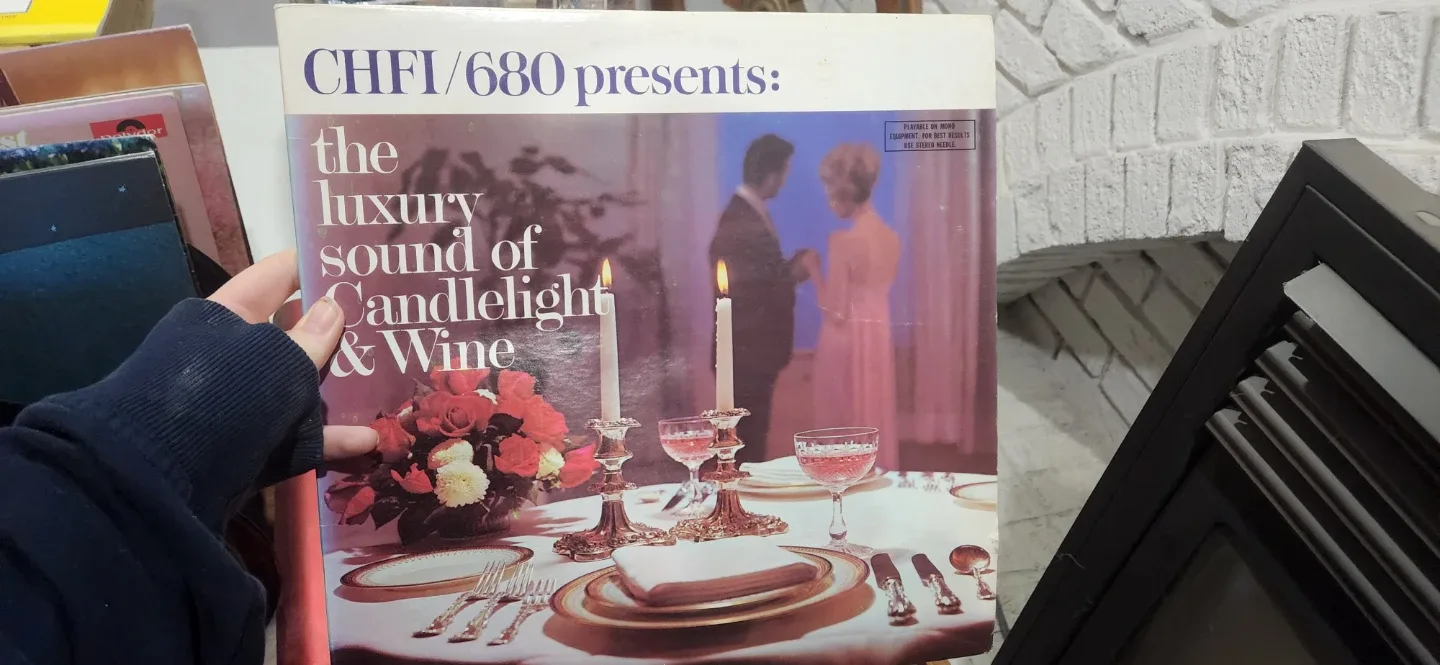 CHFI/680 presents:
the
luxury
sound of
Candlelight
& Wine
PLAYABLE ON MONO
EQUIPMENT. FOR BEST RESULTS
USE STEREO NEEDLE.
Polydor